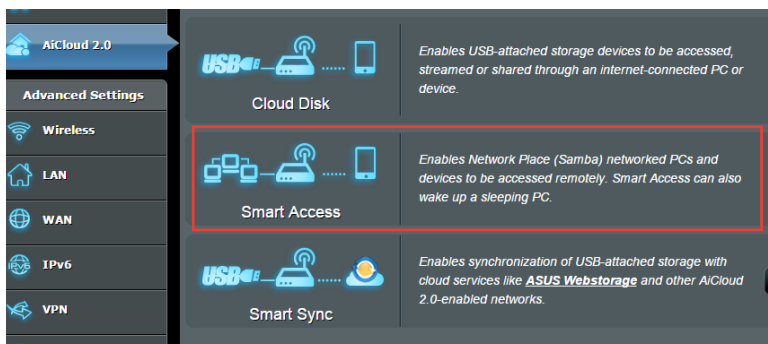 AiCloud 2.0
Advanced Settings
Wireless
LAN
WAN
IPv6
VPN
USB
Cloud Disk
Enables USB-attached storage devices to be accessed,
streamed or shared through an internet-connected PC or
device.
Smart Access
Enables Network Place (Samba) networked PCs and
devices to be accessed remotely. Smart Access can also
wake up a sleeping PC.
USB
Smart Sync
Enables synchronization of USB-attached storage with
cloud services like ASUS Webstorage and other AiCloud
2.0-enabled networks.